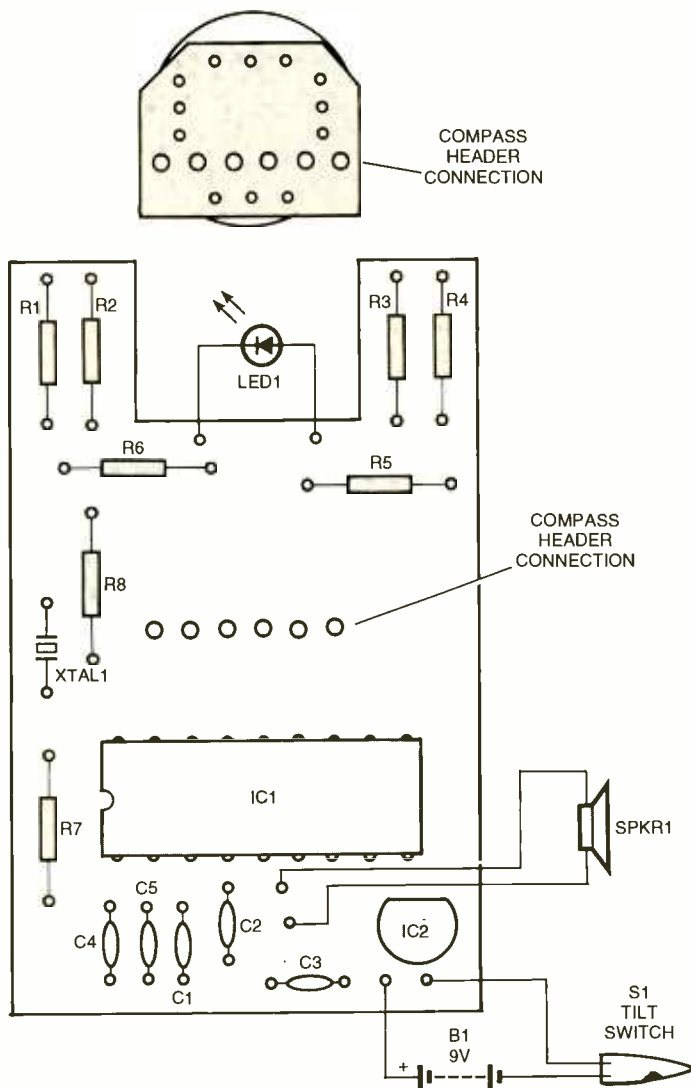 COMPASS
HEADER
CONNECTION
R1
R2
R3
R4
LED1
R6
R5
COMPASS
HEADER
CONNECTION
R8
XTAL1
IC1
R7
SPKR1
C5
C4
C2
IC2
C1
C3
S1
TILT
SWITCH
B1
9V
+